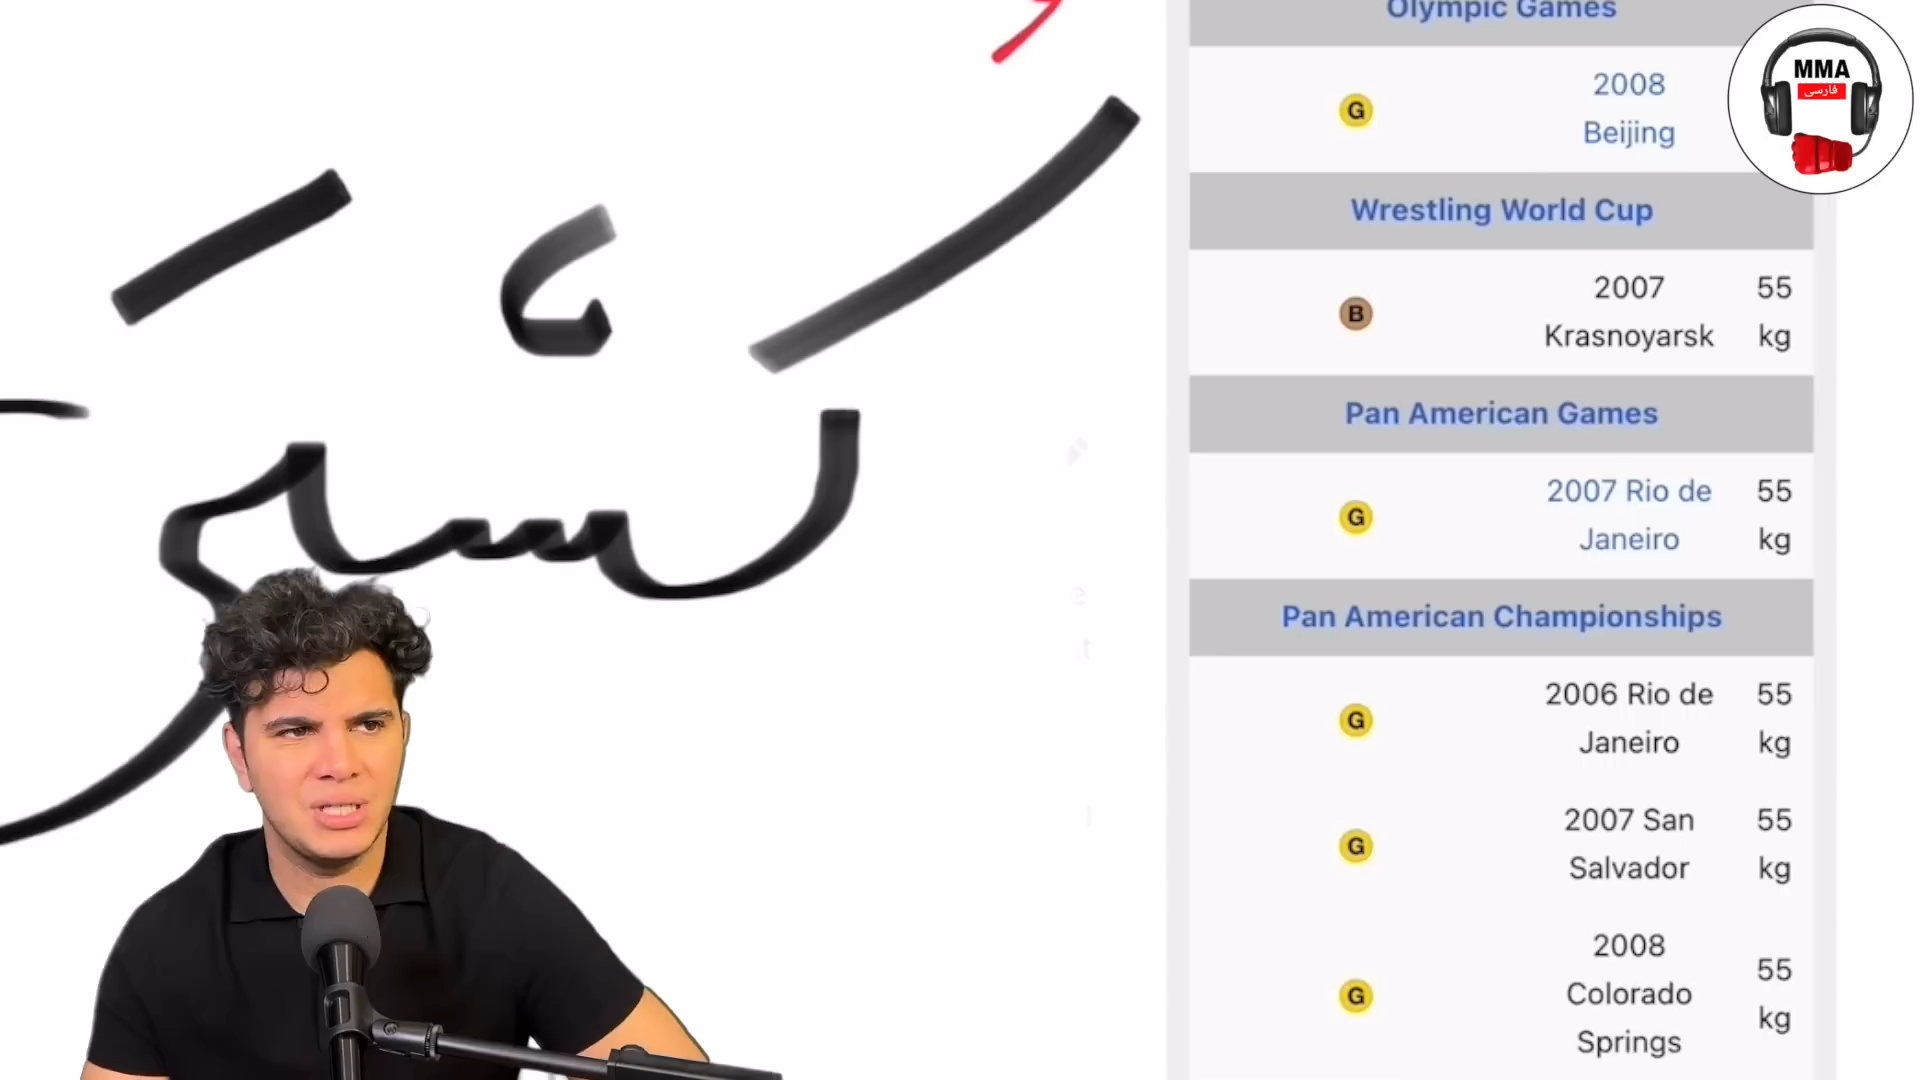 Olympic Games
2008
Beijing
Wrestling World Cup
2007 55
Krasnoyarsk kg
Pan American Games
2007 Rio de 55
Janeiro kg
Pan American Championships
2006 Rio de 55
Janeiro kg
2007 San 55
Salvador kg
2008
Colorado 55
Springs kg
MMA
فارسی
G
B
G
G
G
G